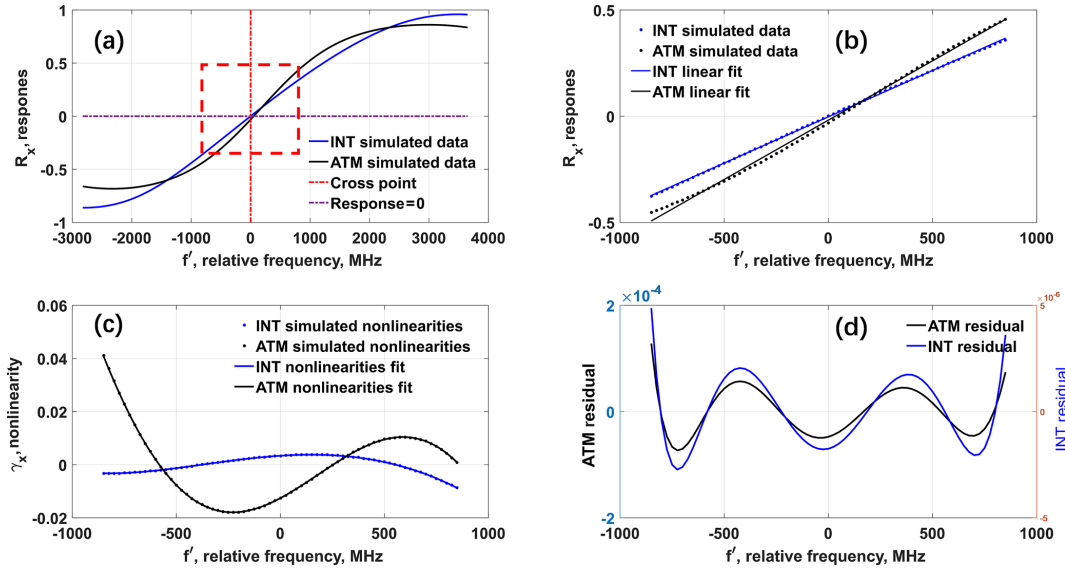 (a)
1
0.5
0
-0.5
-1
Rx, respones
INT simulated data
ATM simulated data
Cross point
Response=0
-3000 -2000 -1000 0 1000 2000 3000 4000
f′, relative frequency, MHz
(b)
0.5
0
-0.5
Rx, respones
INT simulated data
ATM simulated data
INT linear fit
ATM linear fit
-1000 -500 0 500 1000
f′, relative frequency, MHz
(c)
0.06
0.04
0.02
0
-0.02
γx, nonlinearity
INT simulated nonlinearities
ATM simulated nonlinearities
INT nonlinearities fit
ATM nonlinearities fit
-1000 -500 0 500 1000
f′, relative frequency, MHz
(d)
×10-4
2
0
-2
ATM residual
ATM residual
INT residual
×10-6
5
0
-5
INT residual
-1000 -500 0 500 1000
f′, relative frequency, MHz